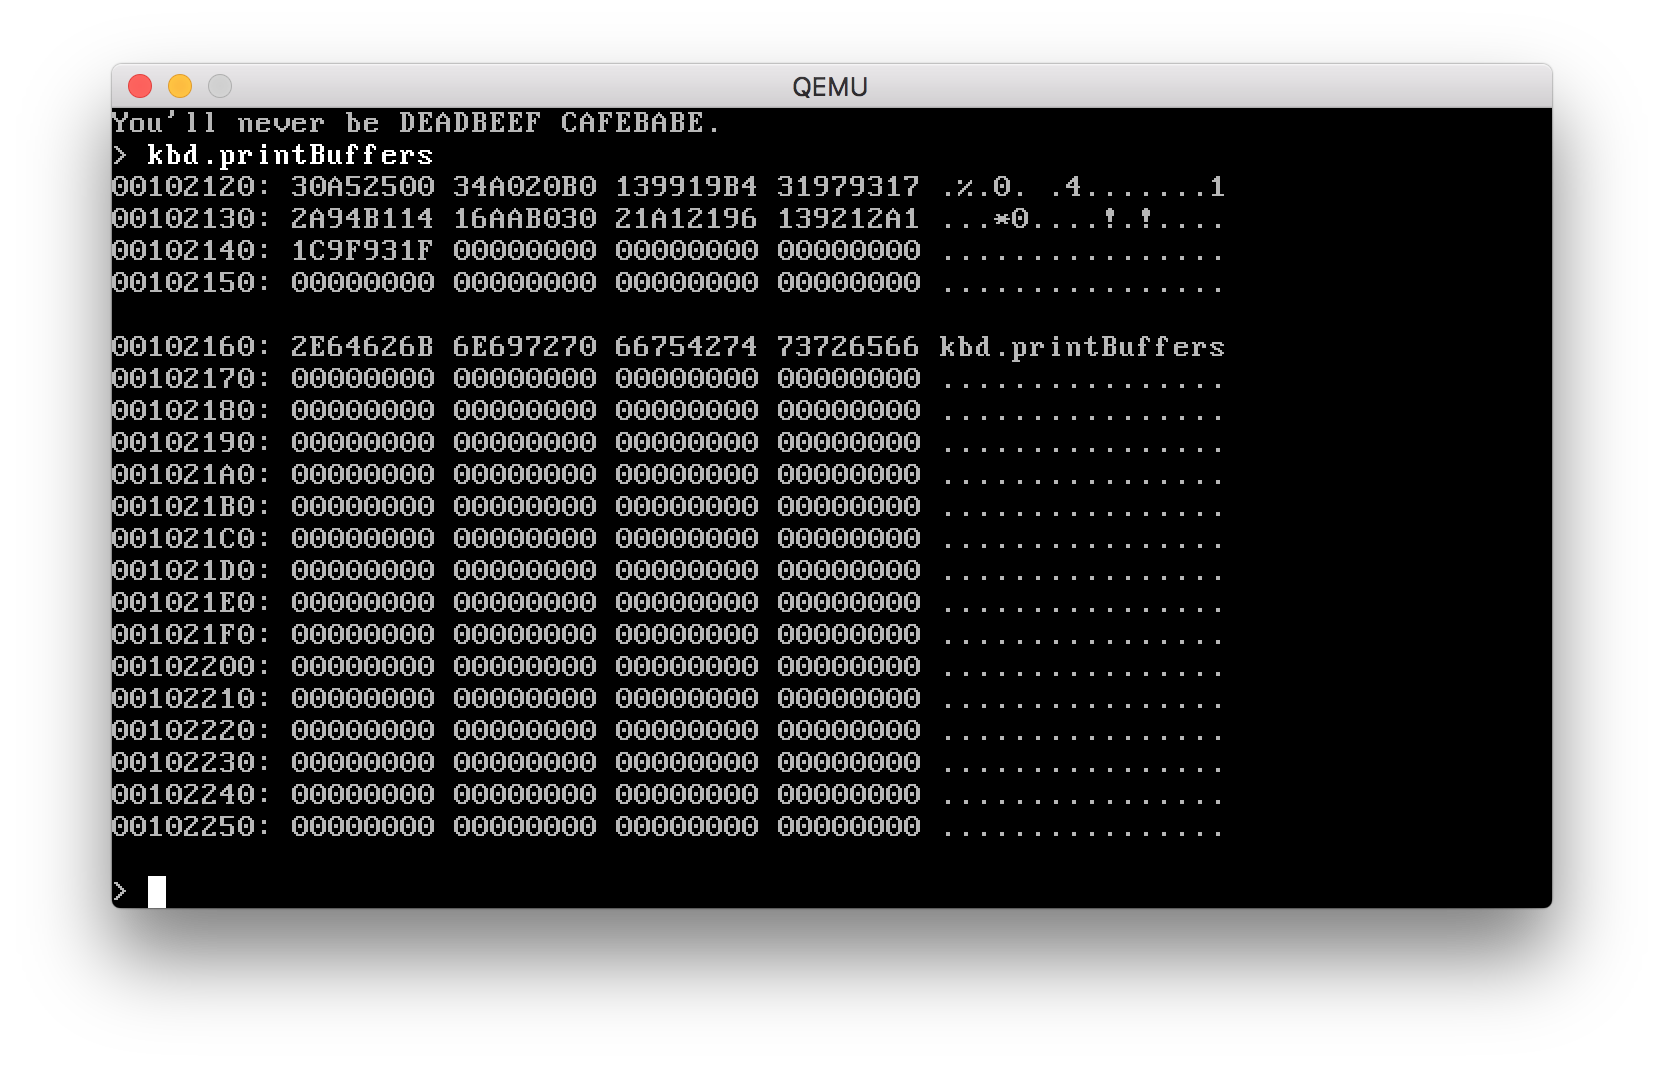 QEMU
You'll never be DEADBEEF CAFEBABE.
> kbd.printBuffers
00102120: 30A52500 34A020B0 139919B4 31979317 .%.0. .4.......1
00102130: 2A94B114 16AAB030 21A12196 139212A1 ...*0....!.!....
00102140: 1C9F931F 00000000 00000000 00000000 ................
00102150: 00000000 00000000 00000000 00000000 ................
00102160: 2E64626B 6E697270 66754274 73726566 kbd.printBuffers
00102170: 00000000 00000000 00000000 00000000 ................
00102180: 00000000 00000000 00000000 00000000 ................
00102190: 00000000 00000000 00000000 00000000 ................
001021A0: 00000000 00000000 00000000 00000000 ................
001021B0: 00000000 00000000 00000000 00000000 ................
001021C0: 00000000 00000000 00000000 00000000 ................
001021D0: 00000000 00000000 00000000 00000000 ................
001021E0: 00000000 00000000 00000000 00000000 ................
001021F0: 00000000 00000000 00000000 00000000 ................
00102200: 00000000 00000000 00000000 00000000 ................
00102210: 00000000 00000000 00000000 00000000 ................
00102220: 00000000 00000000 00000000 00000000 ................
00102230: 00000000 00000000 00000000 00000000 ................
00102240: 00000000 00000000 00000000 00000000 ................
00102250: 00000000 00000000 00000000 00000000 ................
>